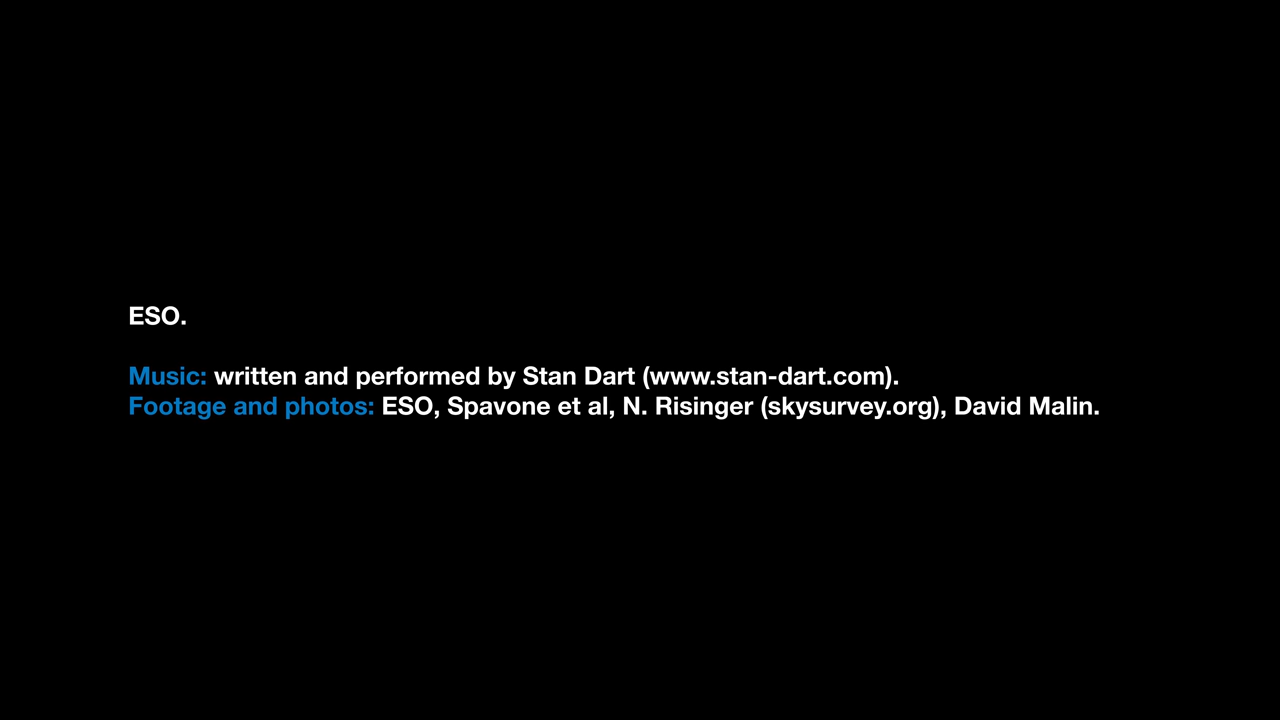 ESO.
Music: written and performed by Stan Dart (www.stan-dart.com).
Footage and photos: ESO, Spavone et al, N. Risinger (skysurvey.org), David Malin.